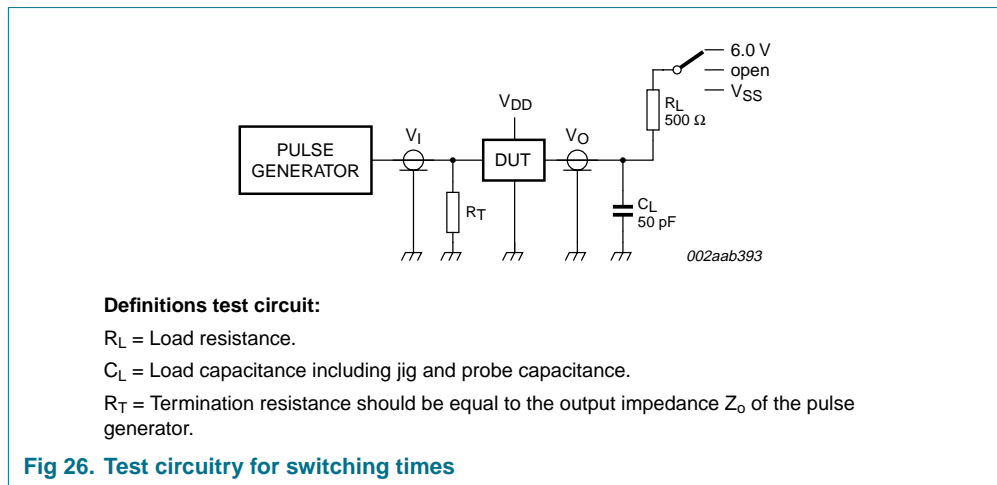 6.0 V
open
VSS
RL
500 Ω
VDD
VI
VO
PULSE
GENERATOR
DUT
RT
CL
50 pF
002aab393
Definitions test circuit:
RL = Load resistance.
CL = Load capacitance including jig and probe capacitance.
RT = Termination resistance should be equal to the output impedance Zo of the pulse
generator.
Fig 26. Test circuitry for switching times